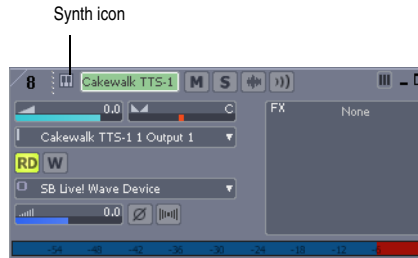 Synth icon
8 Cakewalk TTS-1 M S
0.0 C FX None
Cakewalk TTS-1 1 Output 1
RD W
SB Live! Wave Device
0.0
-54 -48 -42 -36 -30 -24 -18 -12 -6